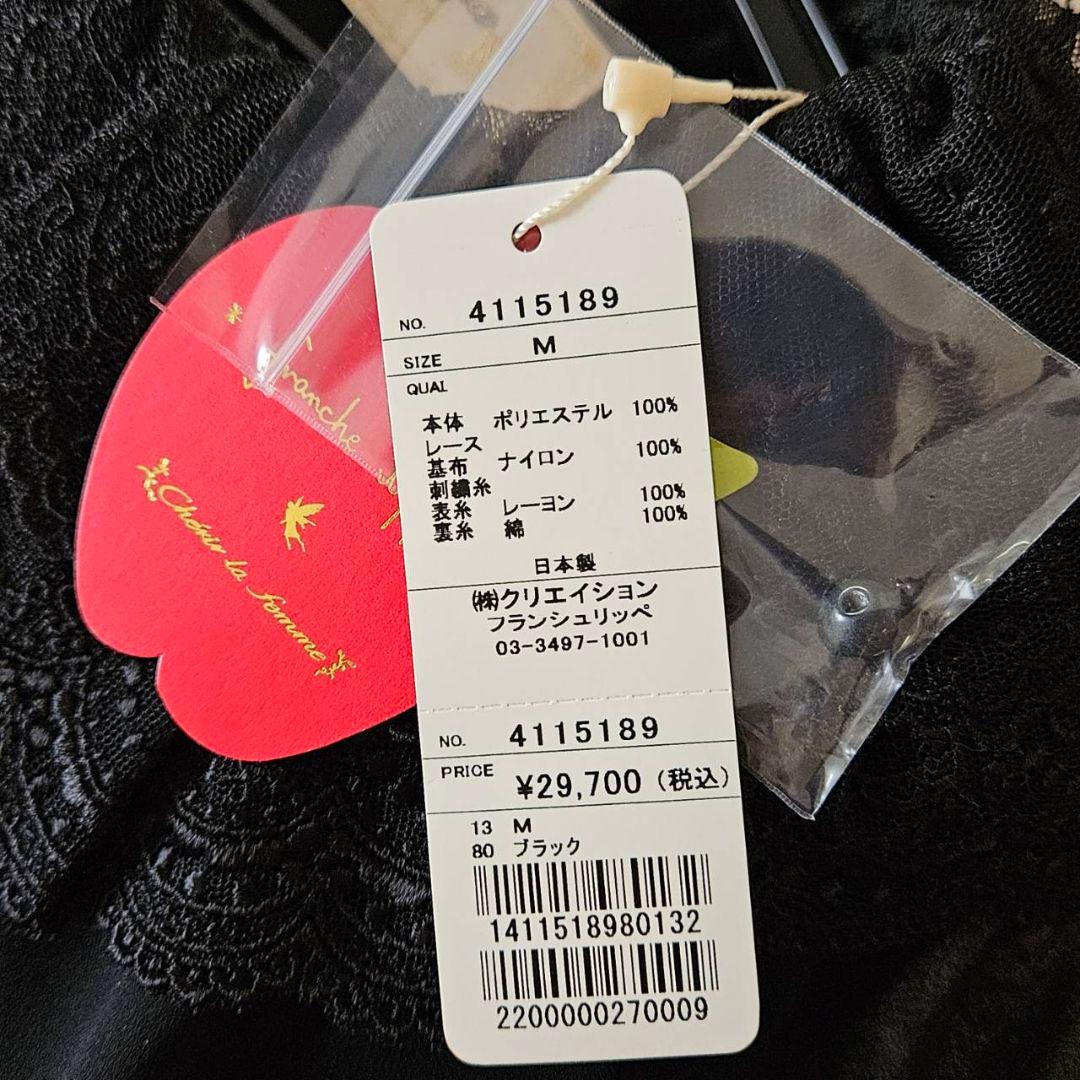 NO. 4115189
SIZE M
QUAL
本体 ポリエステル 100%
レース
基布 ナイロン 100%
刺繍糸
表糸 レーヨン 100%
裏糸 綿 100%
日本製
㈱クリエイション
フランシュリッペ
03-3497-1001
NO. 4115189
PRICE ¥29,700(税込)
13 M
80 ブラック
1411518980132
2200000270009
franche
Chérir la femme